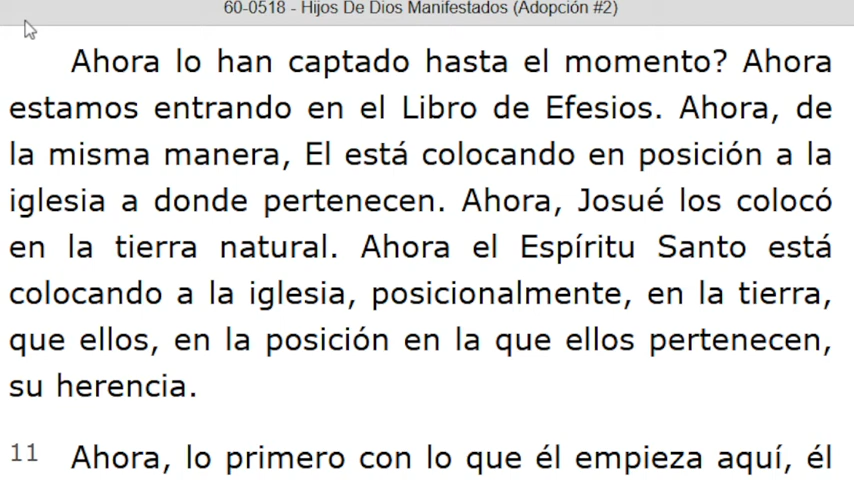 60-0518 - Hijos De Dios Manifestados (Adopción #2)
Ahora lo han captado hasta el momento? Ahora
estamos entrando en el Libro de Efesios. Ahora, de
la misma manera, El está colocando en posición a la
iglesia a donde pertenecen. Ahora, Josué los colocó
en la tierra natural. Ahora el Espíritu Santo está
colocando a la iglesia, posicionalmente, en la tierra,
que ellos, en la posición en la que ellos pertenecen,
su herencia.
11 Ahora, lo primero con lo que él empieza aquí, él